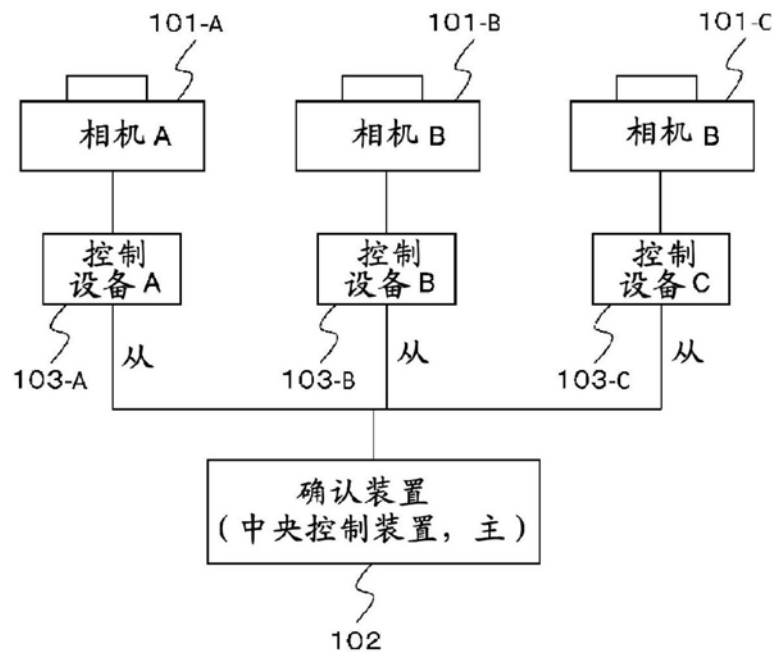 101-A
101-B
101-C
相机 A
相机 B
相机 B
控制
设备 A
控制
设备 B
控制
设备 C
从
从
从
103-A
103-B
103-C
确认装置
(中央控制装置，主)
102